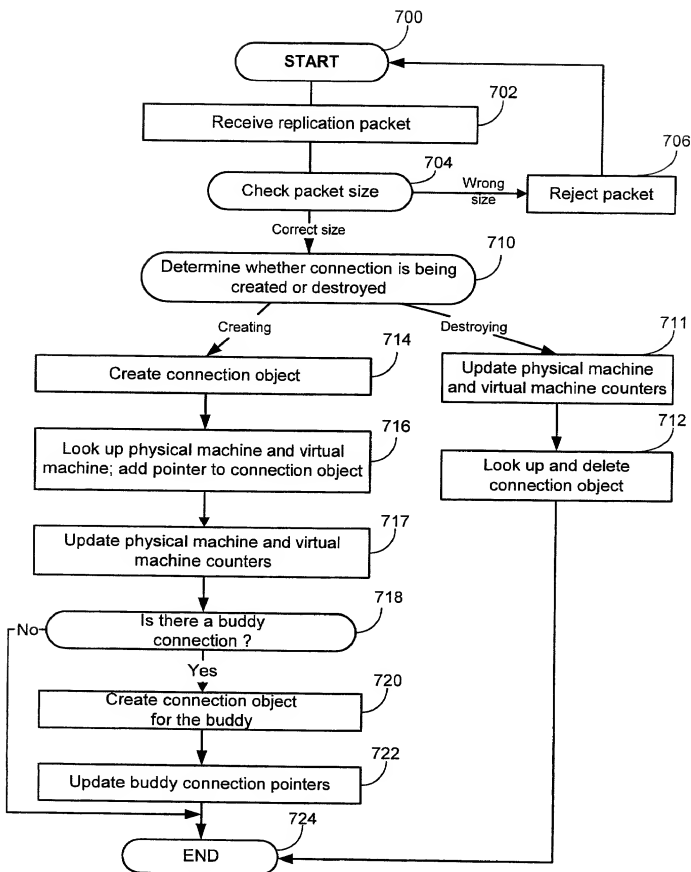 700
START
702
Receive replication packet
704
706
Check packet size
Wrong
size
Reject packet
Correct size
710
Determine whether connection is being
created or destroyed
Creating
Destroying
711
714
Create connection object
Update physical machine
and virtual machine counters
716
712
Look up physical machine and virtual
machine; add pointer to connection object
Look up and delete
connection object
717
Update physical machine and virtual
machine counters
718
No
Is there a buddy
connection ?
Yes
720
Create connection object
for the buddy
722
Update buddy connection pointers
724
END